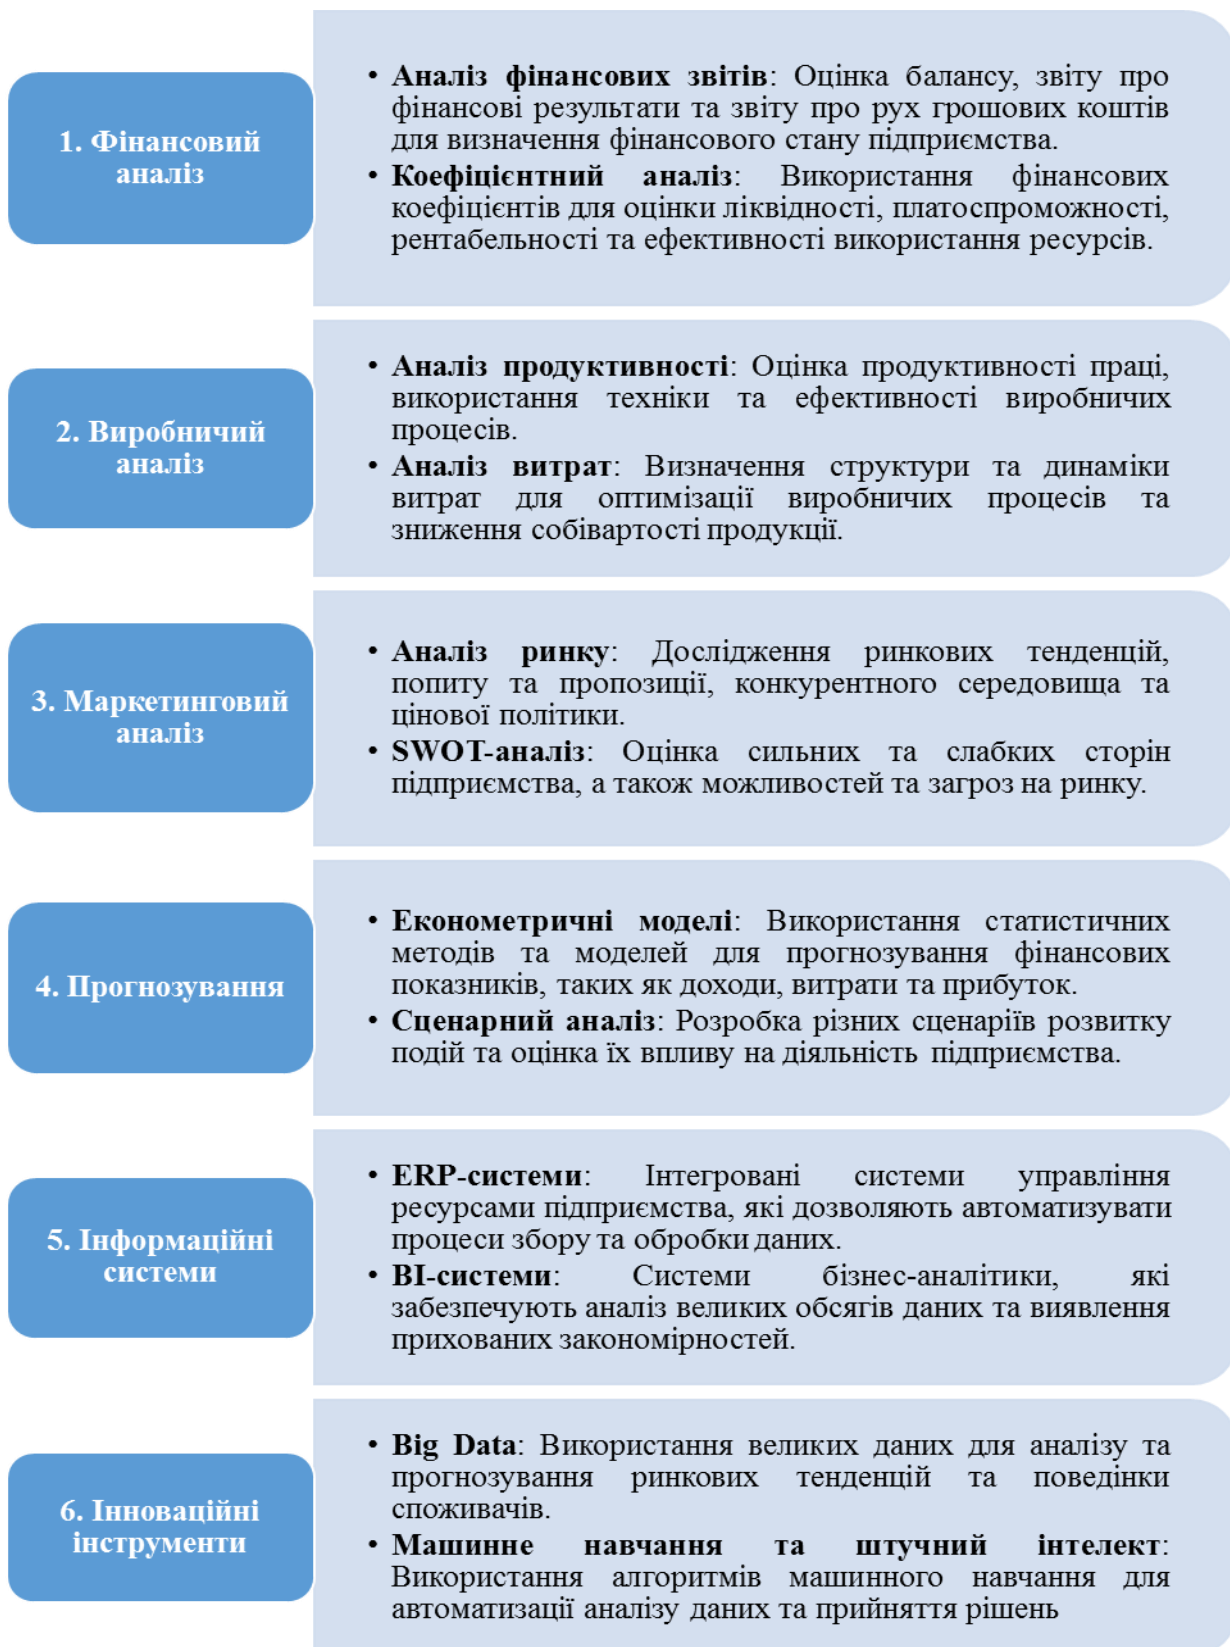 1. Фінансовий
аналіз
• Аналіз фінансових звітів: Оцінка балансу, звіту про
фінансові результати та звіту про рух грошових коштів
для визначення фінансового стану підприємства.
• Коефіцієнтний аналіз: Використання фінансових
коефіцієнтів для оцінки ліквідності, платоспроможності,
рентабельності та ефективності використання ресурсів.
2. Виробничий
аналіз
• Аналіз продуктивності: Оцінка продуктивності праці,
використання техніки та ефективності виробничих
процесів.
• Аналіз витрат: Визначення структури та динаміки
витрат для оптимізації виробничих процесів та
зниження собівартості продукції.
3. Маркетинговий
аналіз
• Аналіз ринку: Дослідження ринкових тенденцій,
попиту та пропозиції, конкурентного середовища та
цінової політики.
• SWOT-аналіз: Оцінка сильних та слабких сторін
підприємства, а також можливостей та загроз на ринку.
4. Прогнозування
• Економетричні моделі: Використання статистичних
методів та моделей для прогнозування фінансових
показників, таких як доходи, витрати та прибуток.
• Сценарний аналіз: Розробка різних сценаріїв розвитку
подій та оцінка їх впливу на діяльність підприємства.
5. Інформаційні
системи
• ERP-системи: Інтегровані системи управління
ресурсами підприємства, які дозволяють автоматизувати
процеси збору та обробки даних.
• BI-системи: Системи бізнес-аналітики, які
забезпечують аналіз великих обсягів даних та виявлення
прихованих закономірностей.
6. Інноваційні
інструменти
• Big Data: Використання великих даних для аналізу та
прогнозування ринкових тенденцій та поведінки
споживачів.
• Машинне навчання та штучний інтелект:
Використання алгоритмів машинного навчання для
автоматизації аналізу даних та прийняття рішень